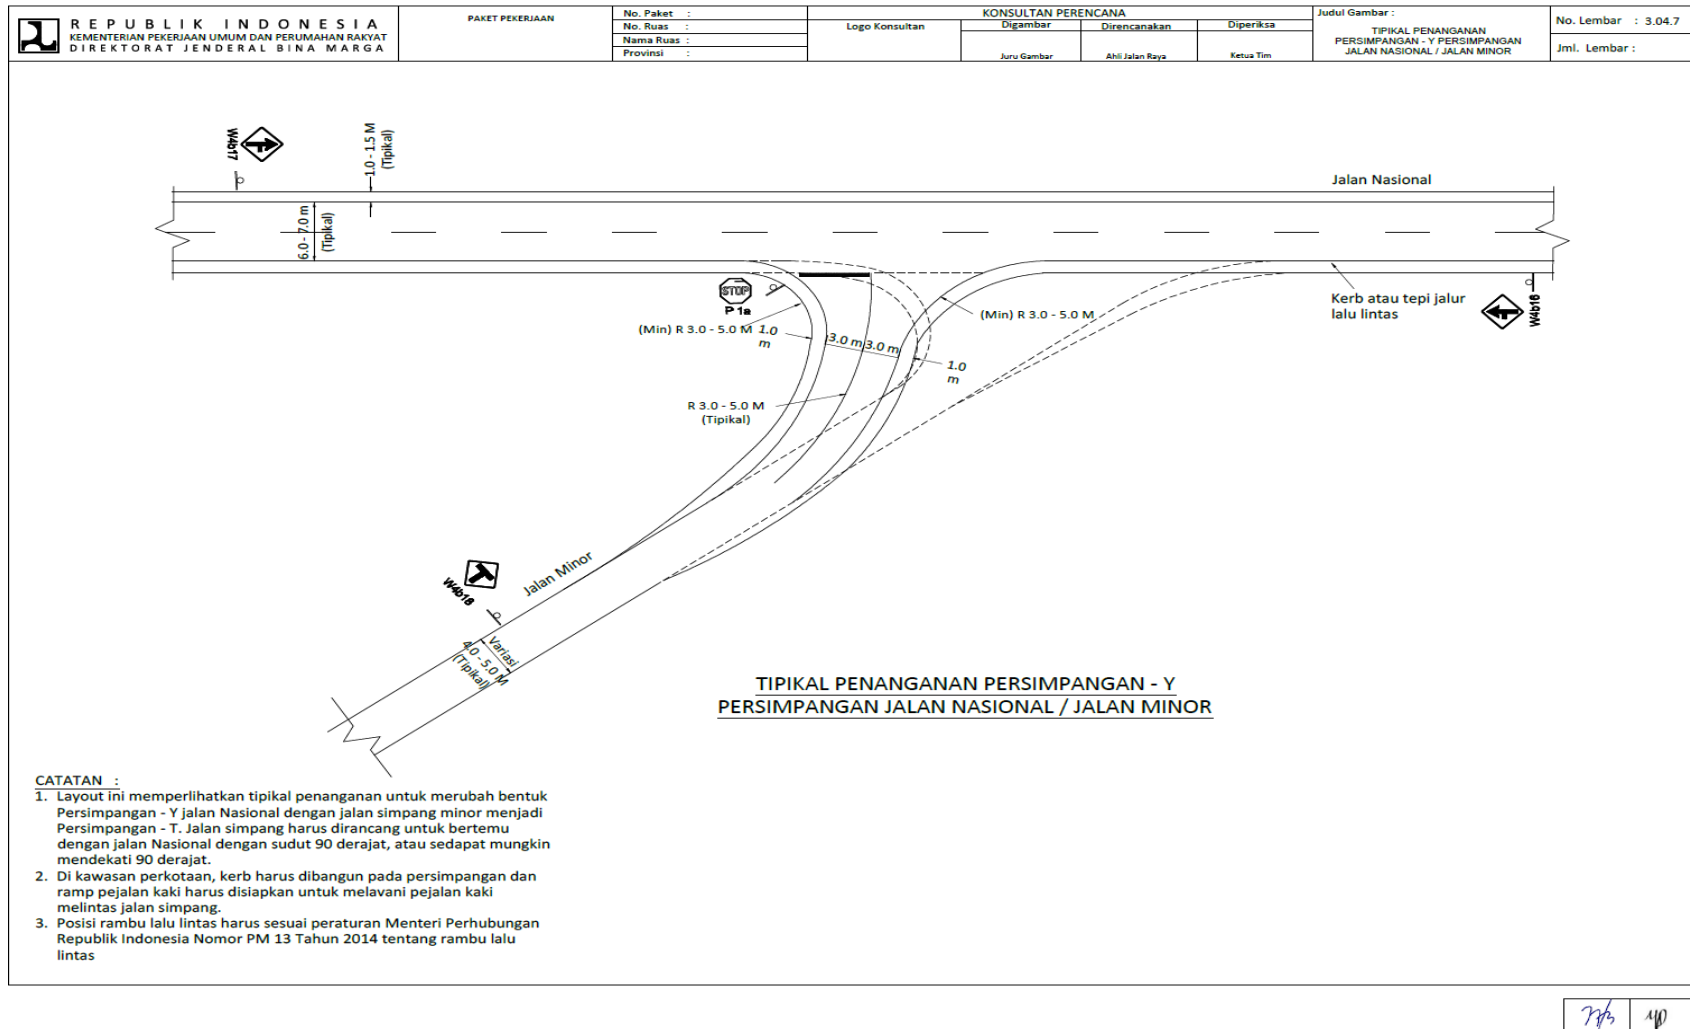 REPUBLIK INDONESIA
KEMENTERIAN PEKERJAAN UMUM DAN PERUMAHAN RAKYAT
DIREKTORAT JENDERAL BINA MARGA
PAKET PEKERJAAN
No. Paket :
No. Ruas :
Nama Ruas :
Provinsi :
Logo Konsultan
KONSULTAN PERENCANA
Digambar
Direncanakan
Diperiksa
Juru Gambar
Ahli Jalan Raya
Ketua Tim
Judul Gambar :
TIPIKAL PENANGANAN
PERSIMPANGAN - Y PERSIMPANGAN
JALAN NASIONAL / JALAN MINOR
No. Lembar : 3.04.7
Jml. Lembar :
W4b17
1.0 - 1.5 M
(Tipikal)
Jalan Nasional
6.0 - 7.0 m
(Tipikal)
STOP
P 1a
(Min) R 3.0 - 5.0 M
1.0
m
3.0 m
3.0 m
(Min) R 3.0 - 5.0 M
1.0
m
Kerb atau tepi jalur
lalu lintas
W4b16
R 3.0 - 5.0 M
(Tipikal)
Jalan Minor
W4b18
Variasi
4.0 - 5.0 M
(Tipikal)
TIPIKAL PENANGANAN PERSIMPANGAN - Y
PERSIMPANGAN JALAN NASIONAL / JALAN MINOR
CATATAN :
1. Layout ini memperlihatkan tipikal penanganan untuk merubah bentuk
Persimpangan - Y jalan Nasional dengan jalan simpang minor menjadi
Persimpangan - T. Jalan simpang harus dirancang untuk bertemu
dengan jalan Nasional dengan sudut 90 derajat, atau sedapat mungkin
mendekati 90 derajat.
2. Di kawasan perkotaan, kerb harus dibangun pada persimpangan dan
ramp pejalan kaki harus disiapkan untuk melavani pejalan kaki
melintas jalan simpang.
3. Posisi rambu lalu lintas harus sesuai peraturan Menteri Perhubungan
Republik Indonesia Nomor PM 13 Tahun 2014 tentang rambu lalu
lintas